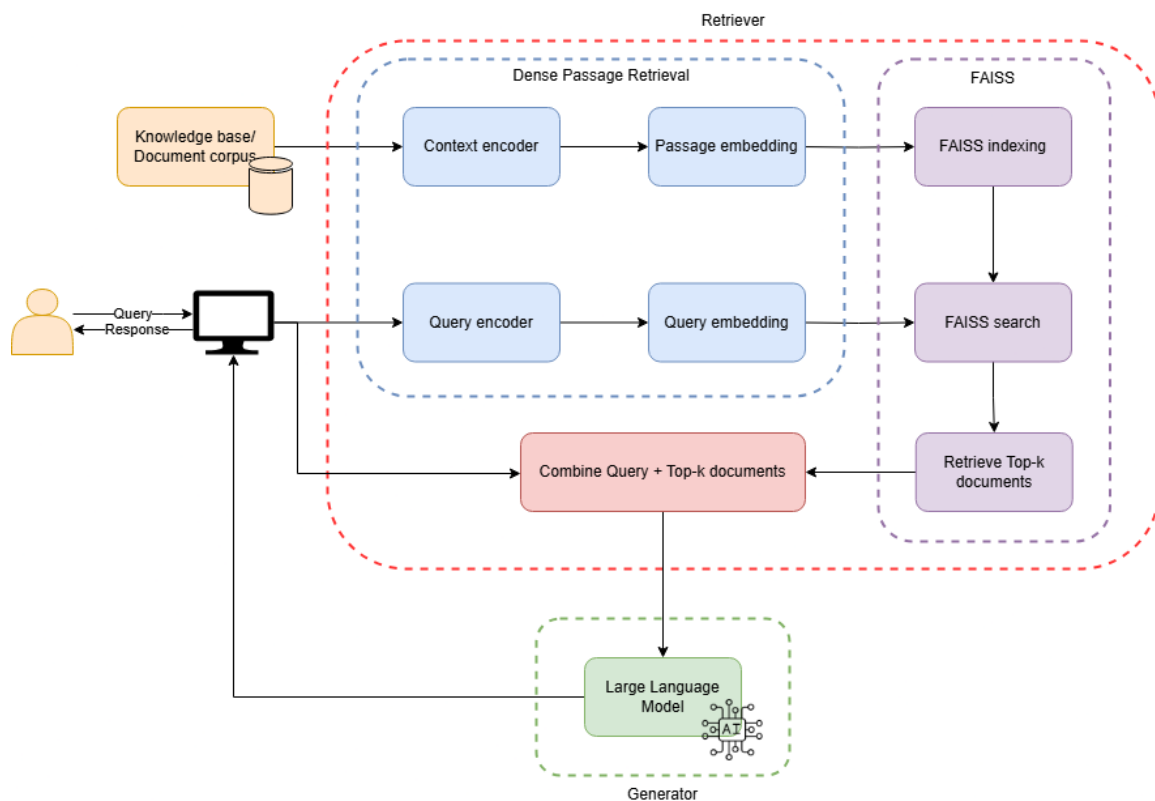 Retriever
Dense Passage Retrieval
FAISS
Knowledge base/
Document corpus
Context encoder
Passage embedding
FAISS indexing
Query
Response
Query encoder
Query embedding
FAISS search
Combine Query + Top-k documents
Retrieve Top-k
documents
Large Language
Model
AI
Generator